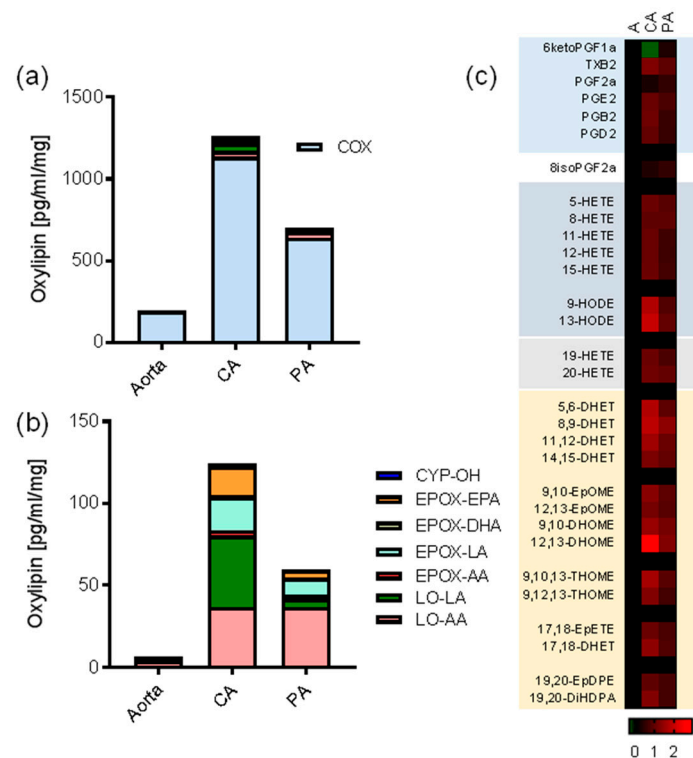 (a)
Oxylipin [pg/ml/mg]
1500
1000
500
0
COX
Aorta
CA
PA
(b)
Oxylipin [pg/ml/mg]
150
100
50
0
CYP-OH
EPOX-EPA
EPOX-DHA
EPOX-LA
EPOX-AA
LO-LA
LO-AA
Aorta
CA
PA
(c)
A
CA
PA
6ketoPGF1a
TXB2
PGF2a
PGE2
PGB2
PGD2
8isoPGF2a
5-HETE
8-HETE
11-HETE
12-HETE
15-HETE
9-HODE
13-HODE
19-HETE
20-HETE
5,6-DHET
8,9-DHET
11,12-DHET
14,15-DHET
9,10-EpOME
12,13-EpOME
9,10-DHOME
12,13-DHOME
9,10,13-THOME
9,12,13-THOME
17,18-EpETE
17,18-DHET
19,20-EpDPE
19,20-DiHDPA
0 1 2